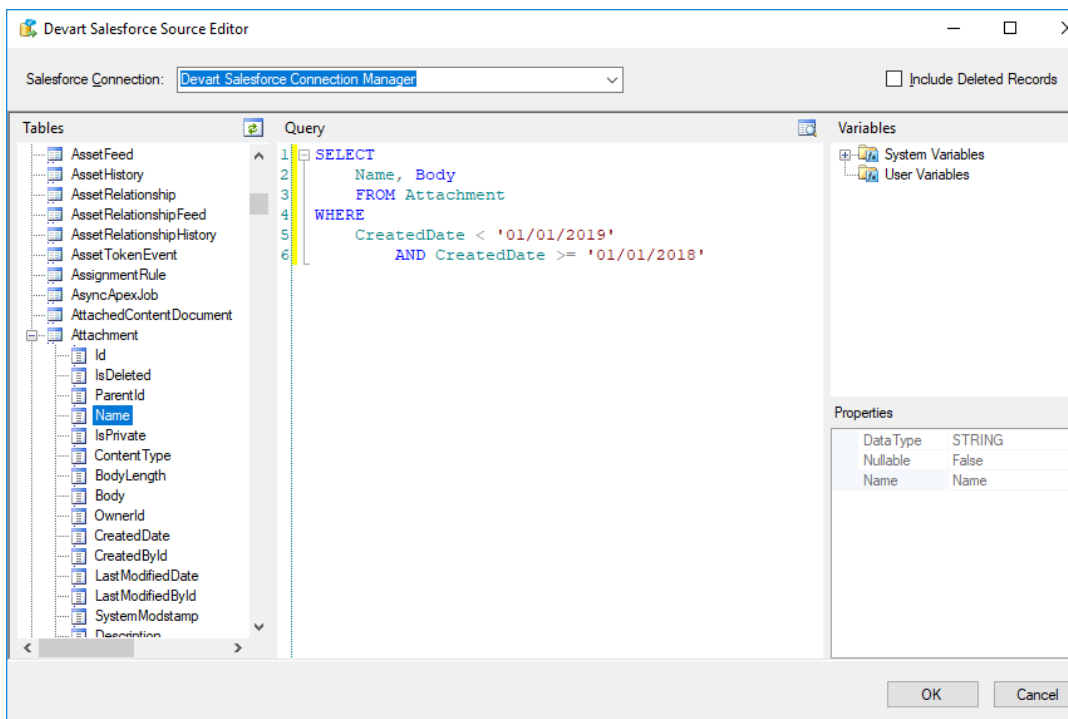 Devart Salesforce Source Editor
Salesforce Connection: Devart Salesforce Connection Manager
Include Deleted Records
Tables
AssetFeed
AssetHistory
AssetRelationship
AssetRelationshipFeed
AssetRelationshipHistory
AssetTokenEvent
AssignmentRule
AsyncApexJob
AttachedContentDocument
Attachment
Id
IsDeleted
ParentId
Name
IsPrivate
ContentType
BodyLength
Body
OwnerId
CreatedDate
CreatedById
LastModifiedDate
LastModifiedById
SystemModstamp
Description
Query
1 SELECT
2 Name, Body
3 FROM Attachment
4 WHERE
5 CreatedDate < '01/01/2019'
6 AND CreatedDate >= '01/01/2018'
Variables
System Variables
User Variables
Properties
DataType STRING
Nullable False
Name Name
OK Cancel